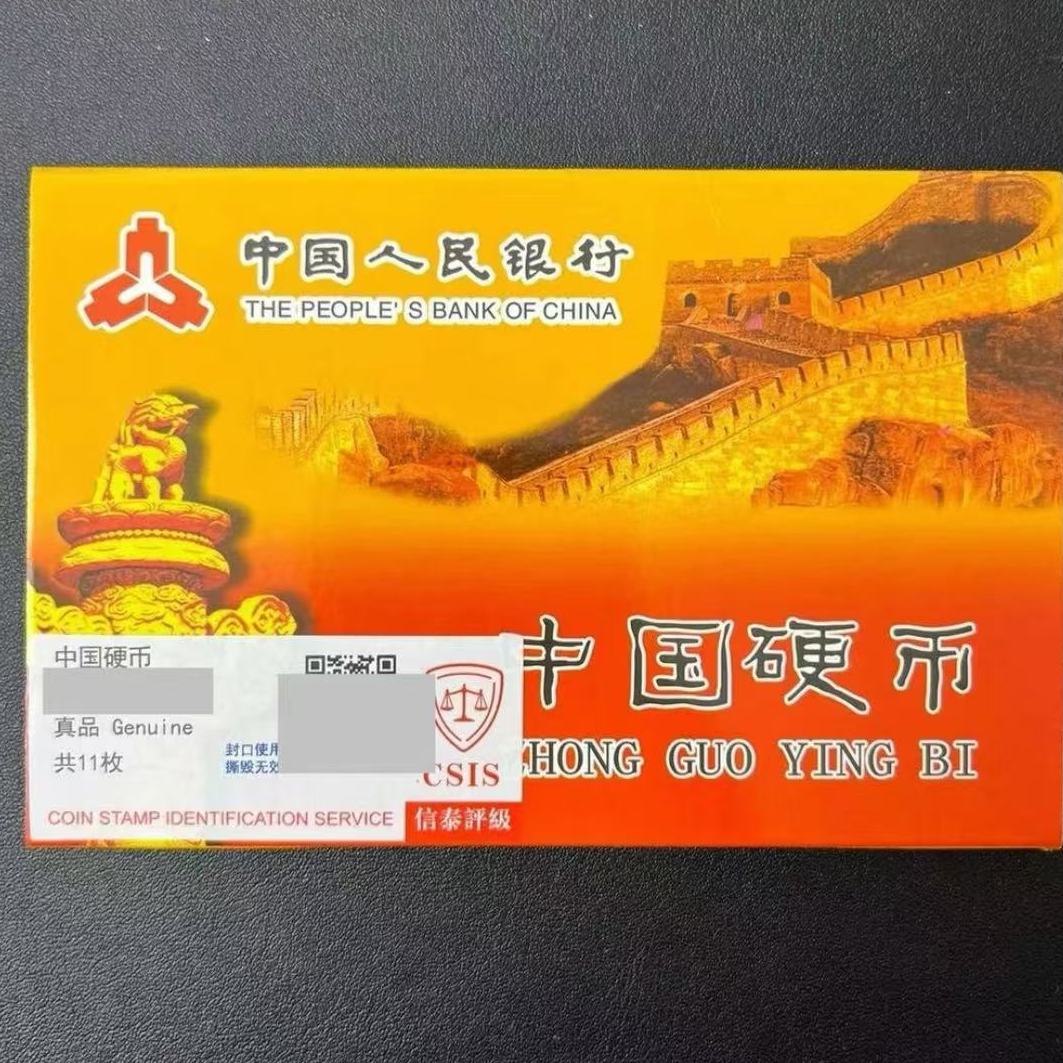 中国人民银行
THE PEOPLE'S BANK OF CHINA
中国硬币
ZHONG GUO YING BI
中国硬币
真品 Genuine
共11枚
封口使用
撕毁无效
CSIS
COIN STAMP IDENTIFICATION SERVICE
信泰評級